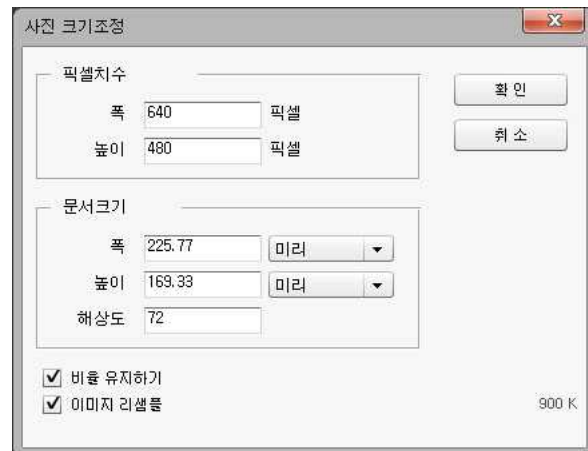 사진 크기조정
픽셀치수
폭 640 픽셀
높이 480 픽셀
확인
취소
문서크기
폭 225.77 미리
높이 169.33 미리
해상도 72
비율 유지하기
이미지 리샘플
900 K